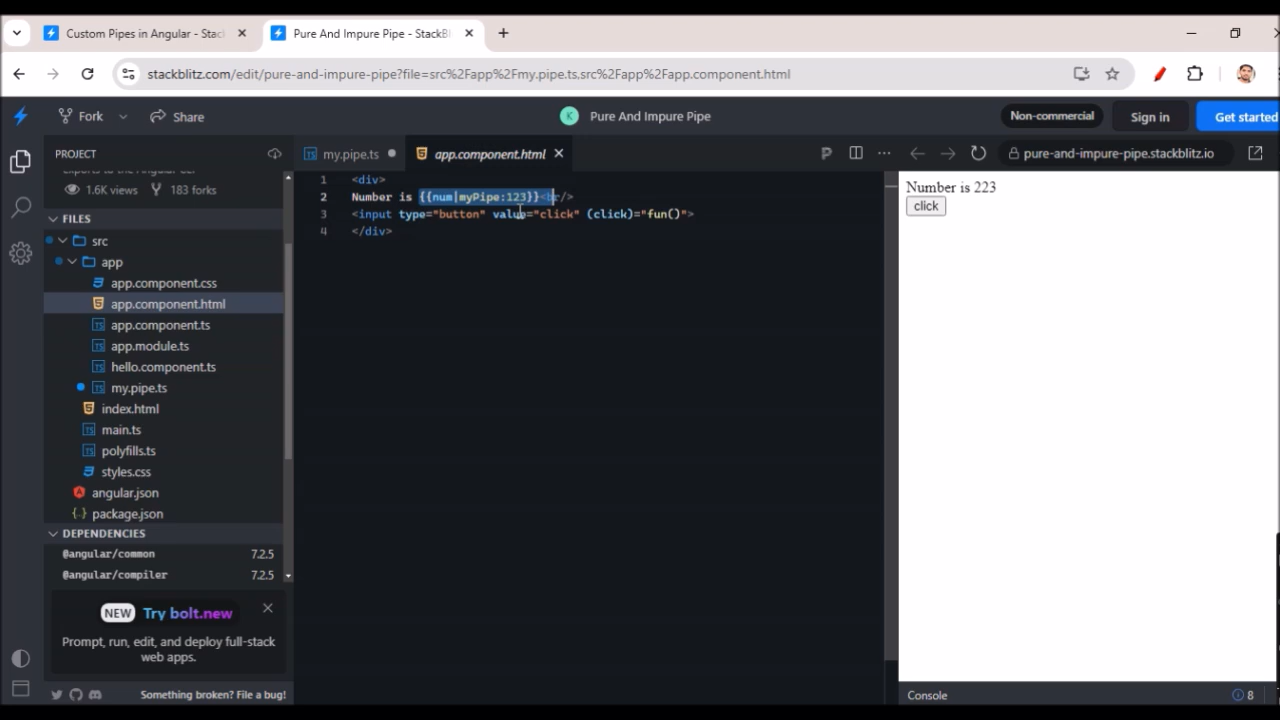 Custom Pipes in Angular - Stac
Pure And Impure Pipe - StackBl
stackblitz.com/edit/pure-and-impure-pipe?file=src%2Fapp%2Fmy.pipe.ts,src%2Fapp%2Fapp.component.html
Fork
Share
K
Pure And Impure Pipe
Non-commercial
Sign in
Get started
PROJECT
1.6K views
183 forks
FILES
src
app
app.component.css
app.component.html
app.component.ts
app.module.ts
hello.component.ts
my.pipe.ts
index.html
main.ts
polyfills.ts
styles.css
angular.json
package.json
DEPENDENCIES
@angular/common 7.2.5
@angular/compiler 7.2.5
NEW Try bolt.new
Prompt, run, edit, and deploy full-stack
web apps.
Something broken? File a bug!
TS my.pipe.ts
app.component.html
1 <div>
2 Number is {{num|myPipe:123}}<br/>
3 <input type="button" value="click" (click)="fun()">
4 </div>
pure-and-impure-pipe.stackblitz.io
Number is 223
click
Console
8